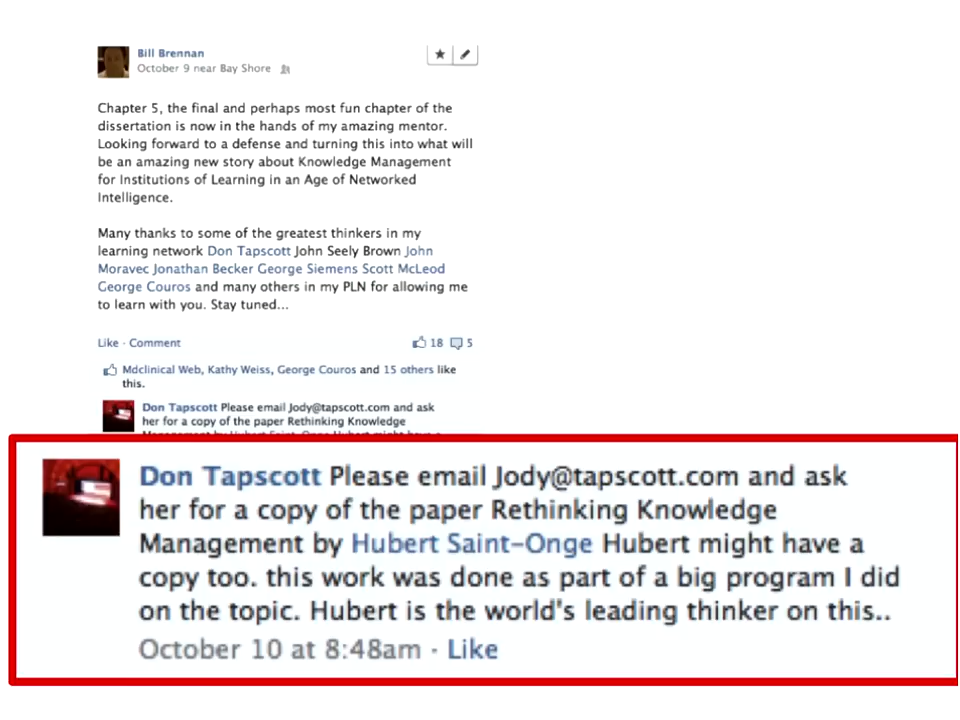 Bill Brennan
October 9 near Bay Shore
Chapter 5, the final and perhaps most fun chapter of the
dissertation is now in the hands of my amazing mentor.
Looking forward to a defense and turning this into what will
be an amazing new story about Knowledge Management
for Institutions of Learning in an Age of Networked
Intelligence.
Many thanks to some of the greatest thinkers in my
learning network Don Tapscott John Seely Brown John
Moravec Jonathan Becker George Siemens Scott McLeod
George Couros and many others in my PLN for allowing me
to learn with you. Stay tuned...
Like · Comment 18 5
Mdclinical Web, Kathy Weiss, George Couros and 15 others like
this.
Don Tapscott Please email Jody@tapscott.com and ask
her for a copy of the paper Rethinking Knowledge
Management by Hubert Saint-Onge Hubert might have a
Don Tapscott Please email Jody@tapscott.com and ask
her for a copy of the paper Rethinking Knowledge
Management by Hubert Saint-Onge Hubert might have a
copy too. this work was done as part of a big program I did
on the topic. Hubert is the world's leading thinker on this..
October 10 at 8:48am · Like